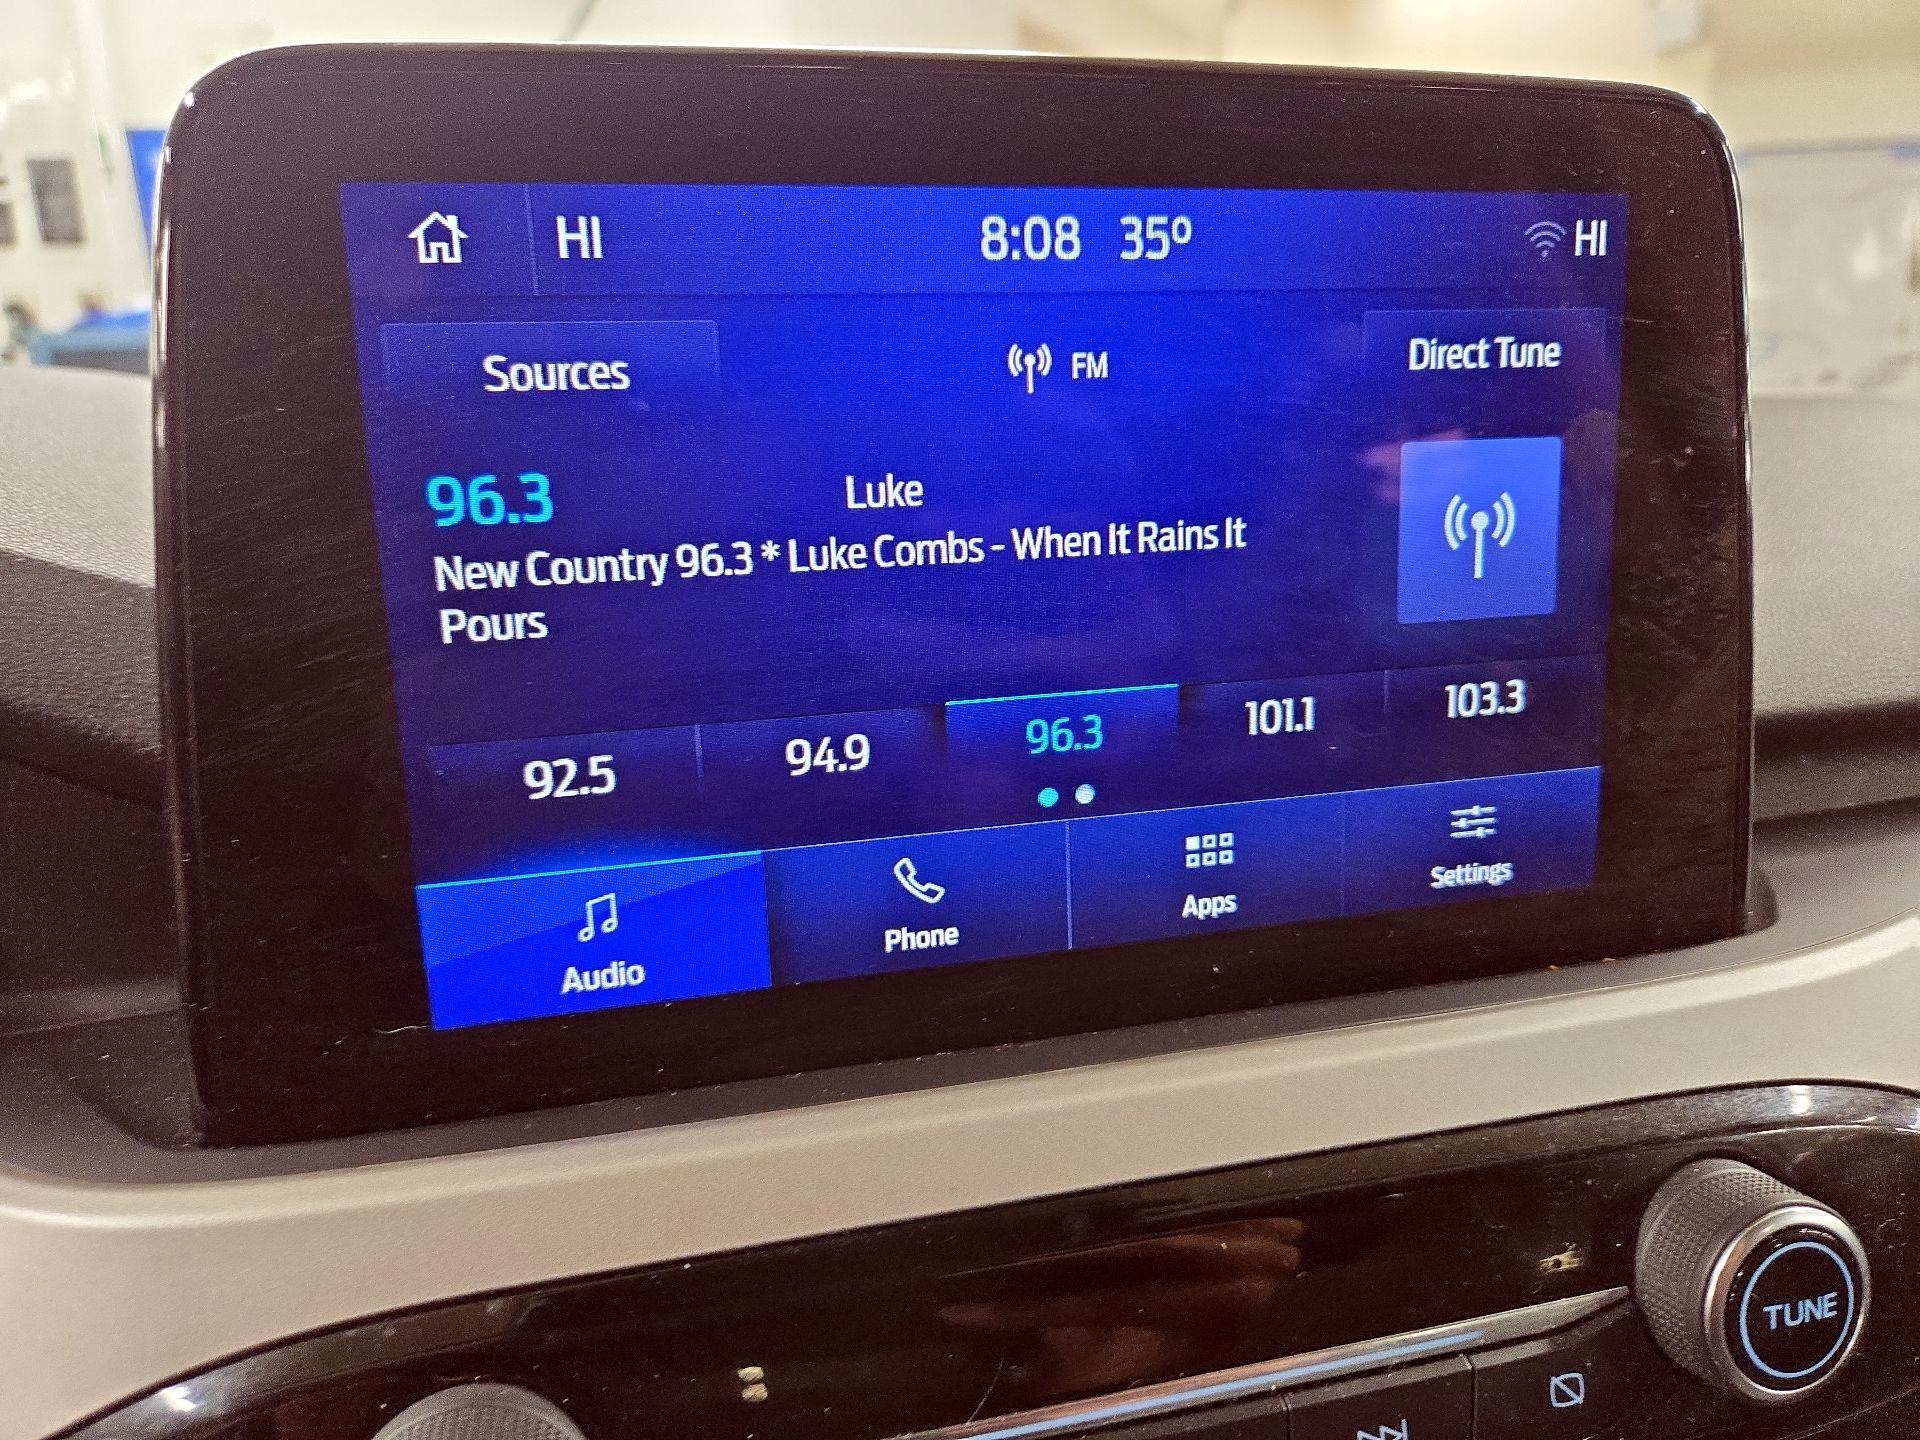 HI 8:08 35° HI
Sources FM Direct Tune
96.3 Luke
New Country 96.3 * Luke Combs - When It Rains It
Pours
92.5 94.9 96.3 101.1 103.3
Audio Phone Apps Settings
TUNE